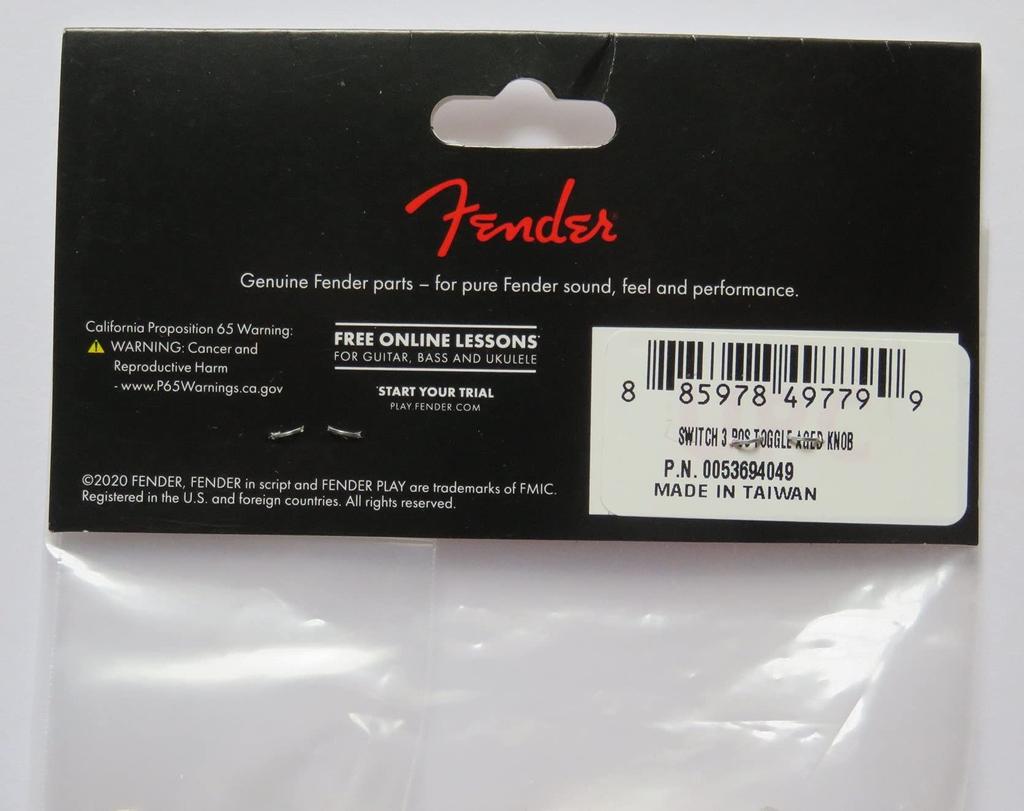 Fender
Genuine Fender parts – for pure Fender sound, feel and performance.
California Proposition 65 Warning:
WARNING: Cancer and
Reproductive Harm
- www.P65Warnings.ca.gov
FREE ONLINE LESSONS*
FOR GUITAR, BASS AND UKULELE
*START YOUR TRIAL
PLAY.FENDER.COM
©2020 FENDER, FENDER in script and FENDER PLAY are trademarks of FMIC.
Registered in the U.S. and foreign countries. All rights reserved.
8 85978 49779 9
SWITCH 3 POS TOGGLE AGED KNOB
P.N. 0053694049
MADE IN TAIWAN